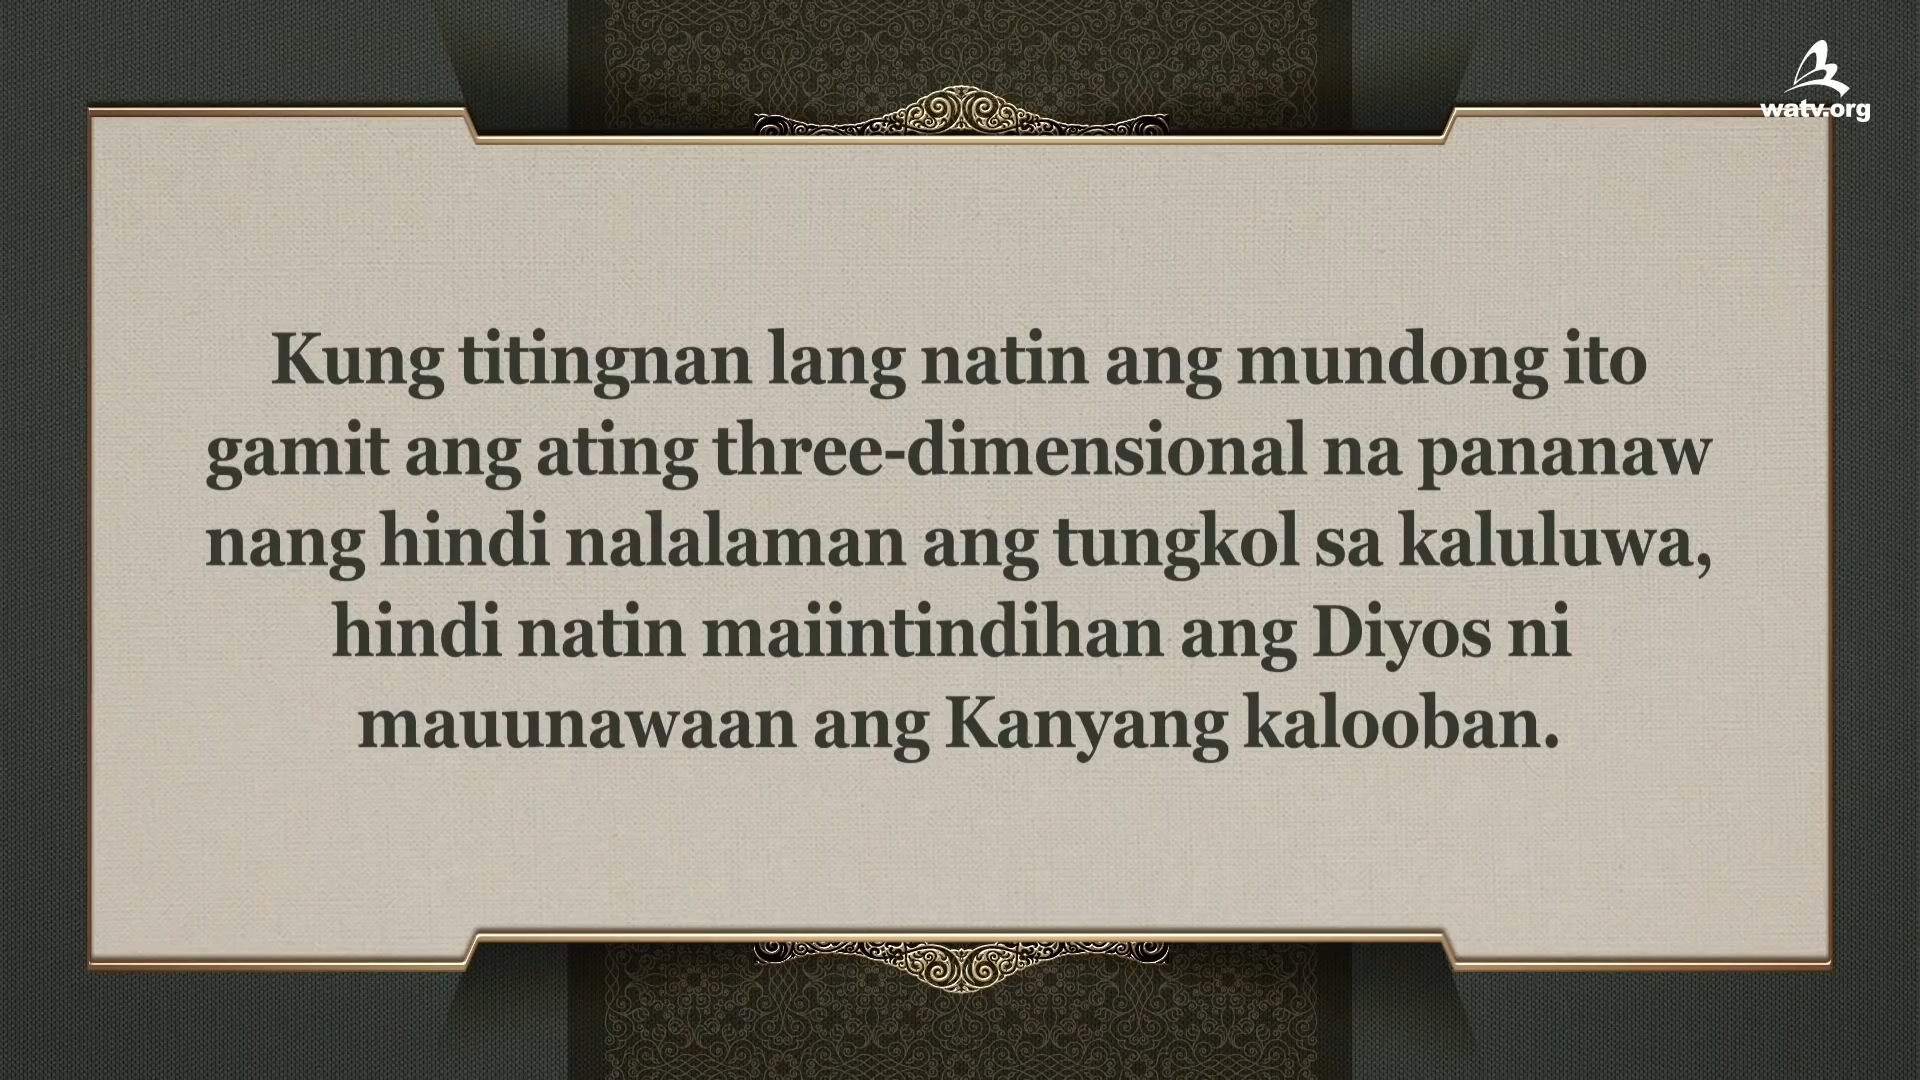 watv.org
Kung titingnan lang natin ang mundong ito
gamit ang ating three-dimensional na pananaw
nang hindi nalalaman ang tungkol sa kaluluwa,
hindi natin maiintindihan ang Diyos ni
mauunawaan ang Kanyang kalooban.